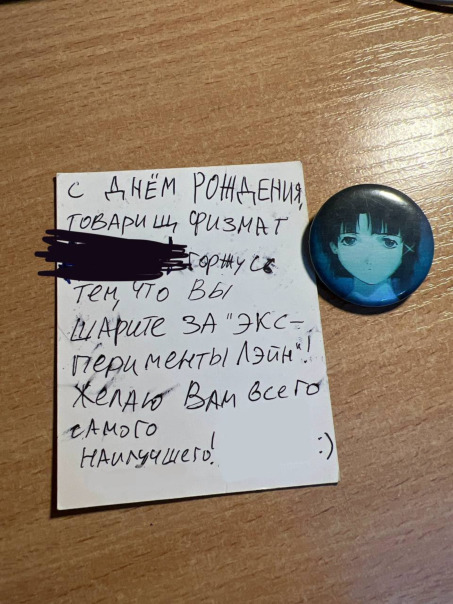 С ДНЁМ РОЖДЕНИЯ,
ТОВАРИЩ ФИЗМАТ
ГОРЖУСЬ
ТЕМ, ЧТО ВЫ
ШАРИТЕ ЗА "ЭКС-
ПЕРИМЕНТЫ ЛЭЙН"!
ЖЕЛАЮ ВАМ ВСЕГО
САМОГО
НАИЛУЧШЕГО!
:)